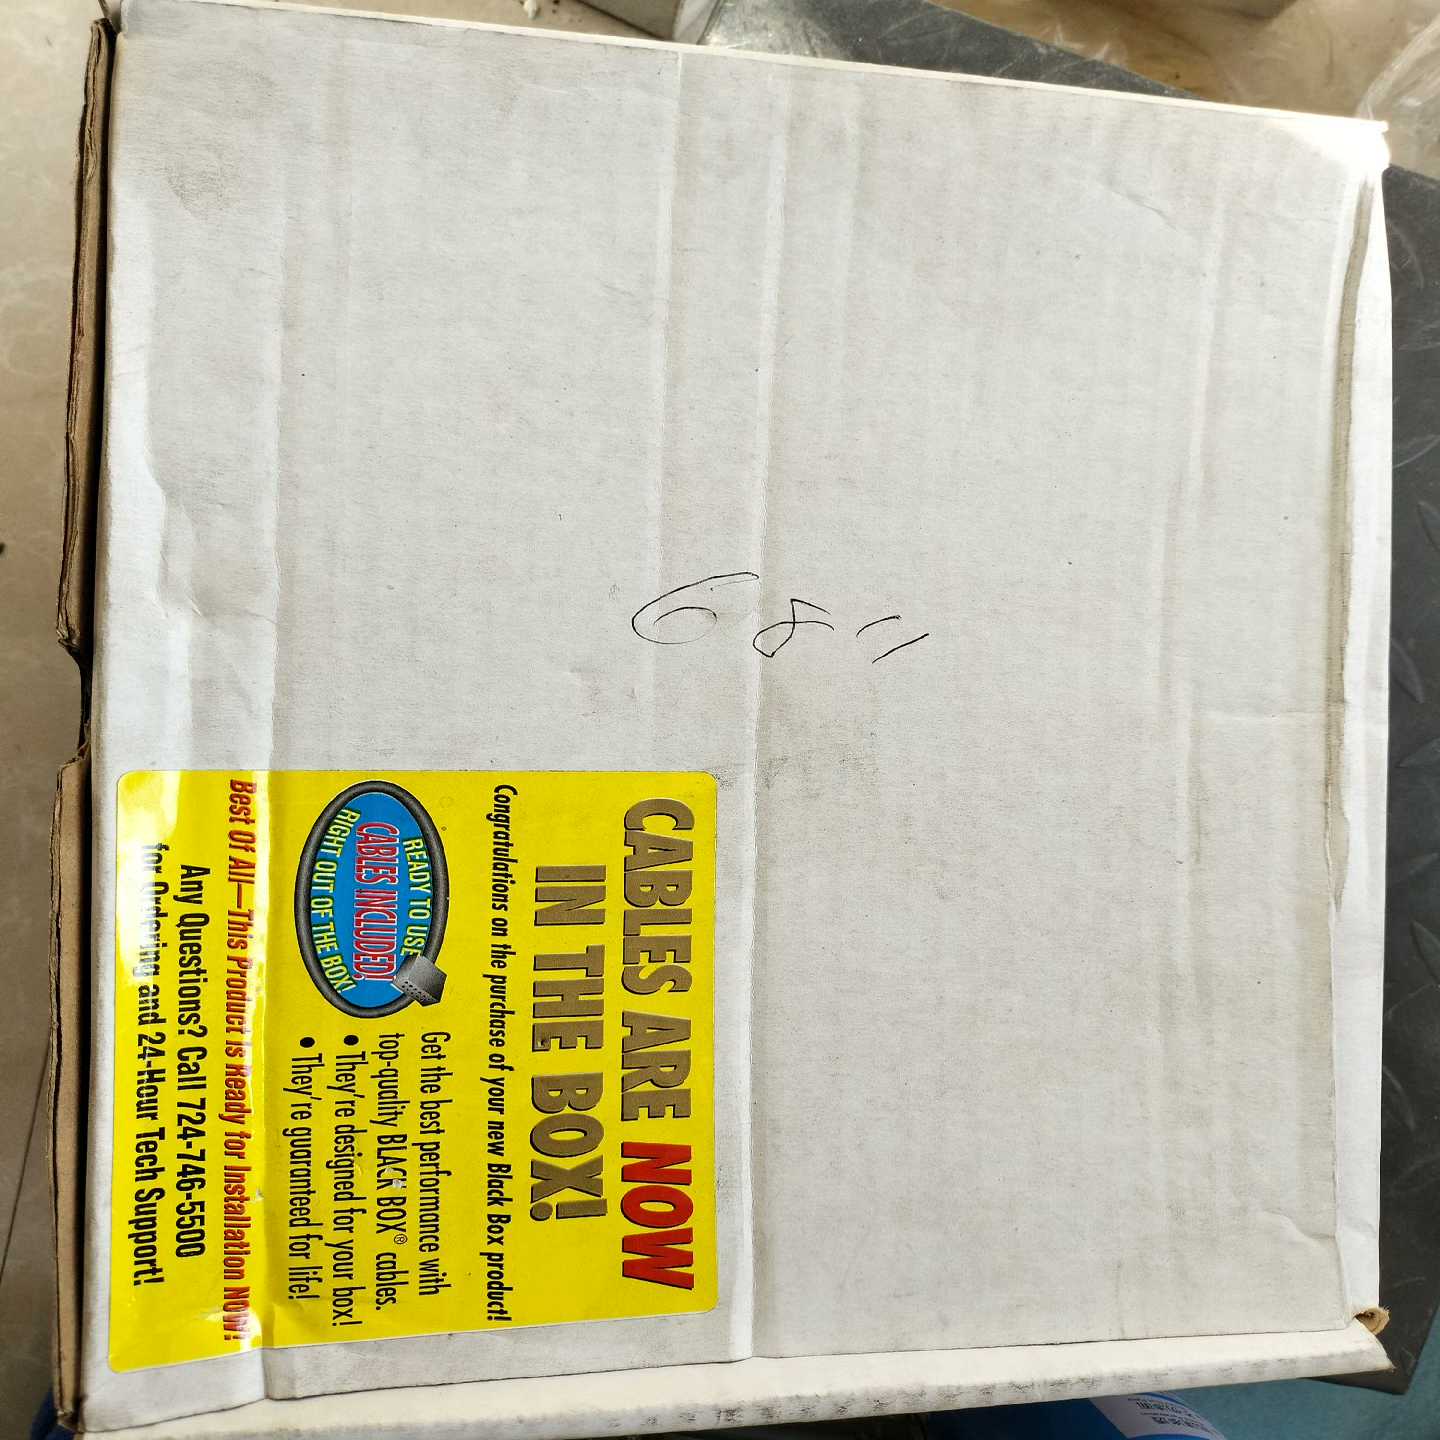 68"
CABLES ARE NOW
IN THE BOX!
Congratulations on the purchase of your new Black Box product!
READY TO USE
CABLES INCLUDED!
RIGHT OUT OF THE BOX!
Get the best performance with
top-quality BLACK BOX® cables.
• They're designed for your box!
• They're guaranteed for life!
Best Of All—This Product is Ready for Installation NOW!
Any Questions? Call 724-746-5500
for Ordering and 24-Hour Tech Support!